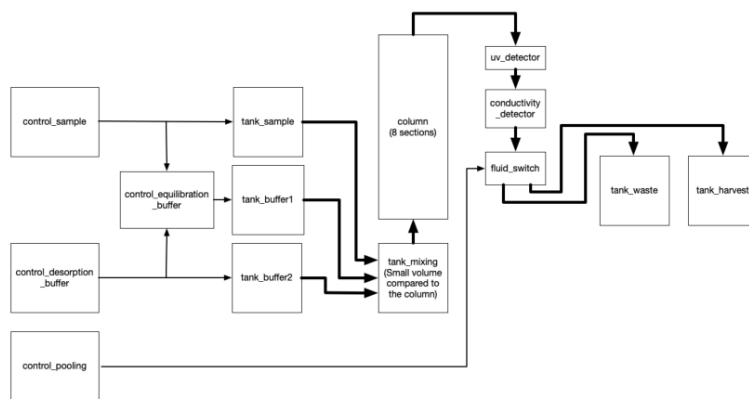 control_sample
tank_sample
column
(8 sections)
uv_detector
conductivity
_detector
control_equilibration
_buffer
tank_buffer1
fluid_switch
tank_waste
tank_harvest
control_desorption
_buffer
tank_buffer2
tank_mixing
(Small volume
compared to
the column)
control_pooling